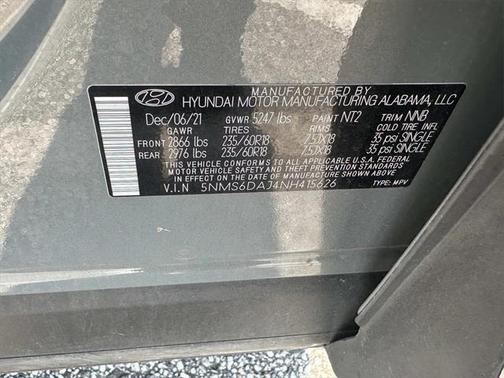 MANUFACTURED BY
HYUNDAI MOTOR MANUFACTURING ALABAMA, LLC
Dec/06/21 GVWR 5247 lbs PAINT NT2 TRIM NNB
GAWR TIRES RIMS COLD TIRE INFL
FRONT 2866 lbs 235/60R18 7.5JX18 35 psi SINGLE
REAR 2976 lbs 235/60R18 7.5JX18 35 psi SINGLE
THIS VEHICLE CONFORMS TO ALL APPLICABLE U.S.A. FEDERAL
MOTOR VEHICLE SAFETY, BUMPER, AND THEFT PREVENTION
STANDARDS IN EFFECT ON THE DATE OF MANUFACTURE SHOWN ABOVE.
V.I.N 5NMS6DAJ4NH415626 TYPE: MPV